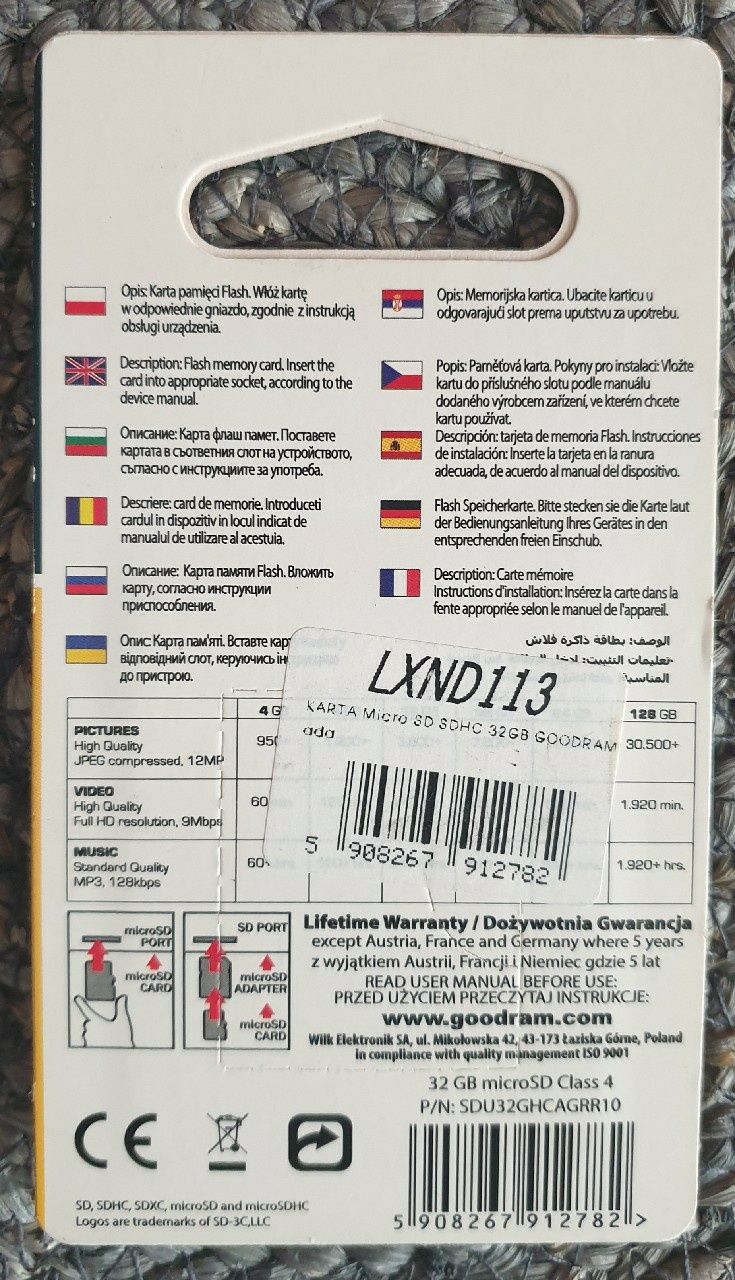 Opis: Karta pamięci Flash. Włóż kartę
w odpowiednie gniazdo, zgodnie z instrukcją
obsługi urządzenia.
Description: Flash memory card. Insert the
card into appropriate socket, according to the
device manual.
Описание: Карта флаш памет. Поставете
картата в съответния слот на устройството,
съгласно с инструкциите за употреба.
Descriere: card de memorie. Introduceti
cardul in dispozitiv in locul indicat de
manualul de utilizare al acestuia.
Описание: Карта памяти Flash. Вложить
карту, согласно инструкции
приспособления.
Опис: Карта пам'яті. Вставте
відповідний слот, керуючись
до пристрою.
Opis: Memorijska kartica. Ubacite karticu u
odgovarajući slot prema uputstvu za upotrebu.
Popis: Paměťová karta. Pokyny pro instalaci: Vložte
kartu do příslušného slotu podle manuálu
dodaného výrobcem zařízení, ve kterém chcete
kartu používat.
Descripción: tarjeta de memoria Flash. Instrucciones
de instalación: Inserte la tarjeta en la ranura
adecuada, de acuerdo al manual del dispositivo.
Flash Speicherkarte. Bitte stecken sie die Karte laut
der Bedienungsanleitung Ihres Gerätes in den
entsprechenden freien Einschub.
Description: Carte mémoire
Instructions d'installation: Insérez la carte dans la
fente appropriée selon le manuel de l'appareil.
الوصف: بطاقة ذاكرة فلاش
تعليمات التثبيت:
LXND113
KARTA Micro SD SDHC 32GB GOODRAM
ada
5 908267 912782
4 G 128 GB
PICTURES
High Quality
JPEG compressed, 12MP
95 30.500+
VIDEO
High Quality
Full HD resolution, 9Mbps
60 1.920 min.
MUSIC
Standard Quality
MP3, 128kbps
60 1.920+ hrs.
microSD
PORT
microSD
CARD
SD PORT
microSD
ADAPTER
microSD
CARD
Lifetime Warranty / Dożywotnia Gwarancja
except Austria, France and Germany where 5 years
z wyjątkiem Austrii, Francji i Niemiec gdzie 5 lat
READ USER MANUAL BEFORE USE:
PRZED UŻYCIEM PRZECZYTAJ INSTRUKCJE:
www.goodram.com
Wilk Elektronik SA, ul. Mikołowska 42, 43-173 Łaziska Górne, Poland
in compliance with quality management ISO 9001
32 GB microSD Class 4
P/N: SDU32GHCAGRR10
CE
SD, SDHC, SDXC, microSD and microSDHC
Logos are trademarks of SD-3C,LLC
5 908267 912782 >